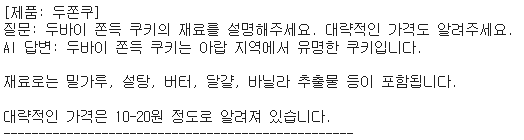 [제품: 두쫀쿠]
질문: 두바이 쫀득 쿠키의 재료를 설명해주세요. 대략적인 가격도 알려주세요.
AI 답변: 두바이 쫀득 쿠키는 아랍 지역에서 유명한 쿠키입니다.

재료로는 밀가루, 설탕, 버터, 달걀, 바닐라 추출물 등이 포함됩니다.

대략적인 가격은 10-20원 정도로 알려져 있습니다.
--------------------------------------------------